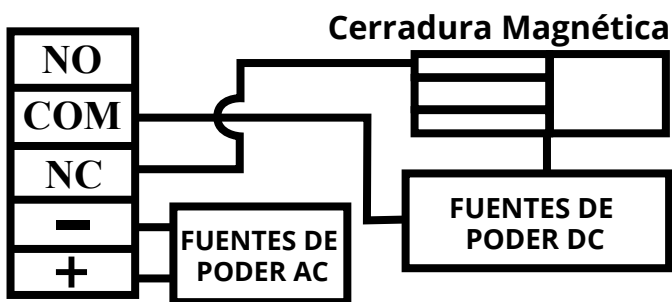 Cerradura Magnética
NO
COM
NC
-
+
FUENTES DE
PODER AC
FUENTES DE
PODER DC